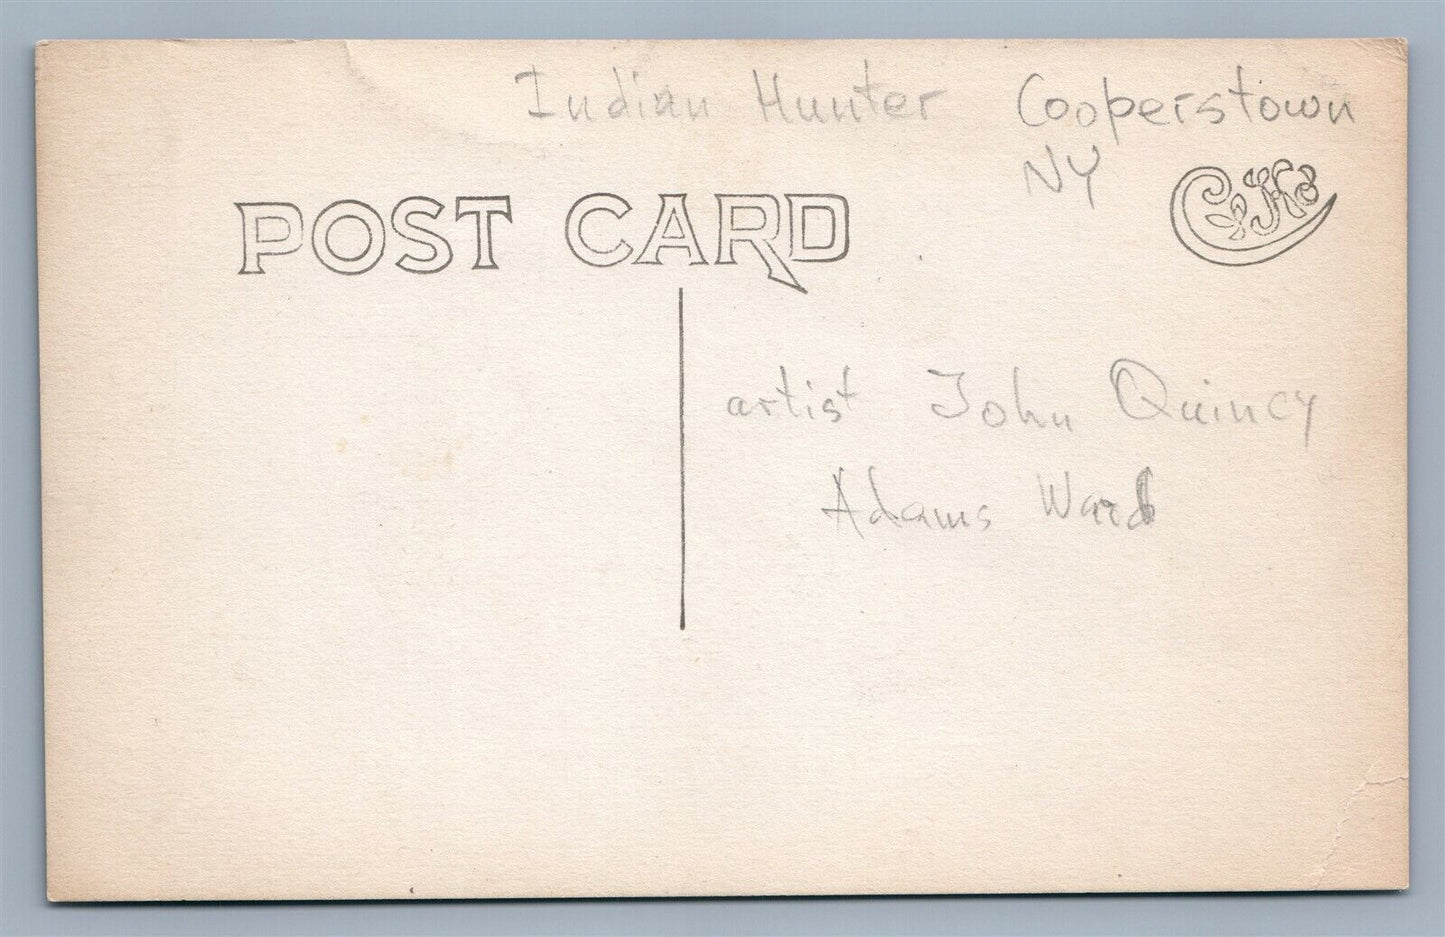 Indian Hunter Cooperstown
NY
POST CARD
artist John Quincy
Adams Ward